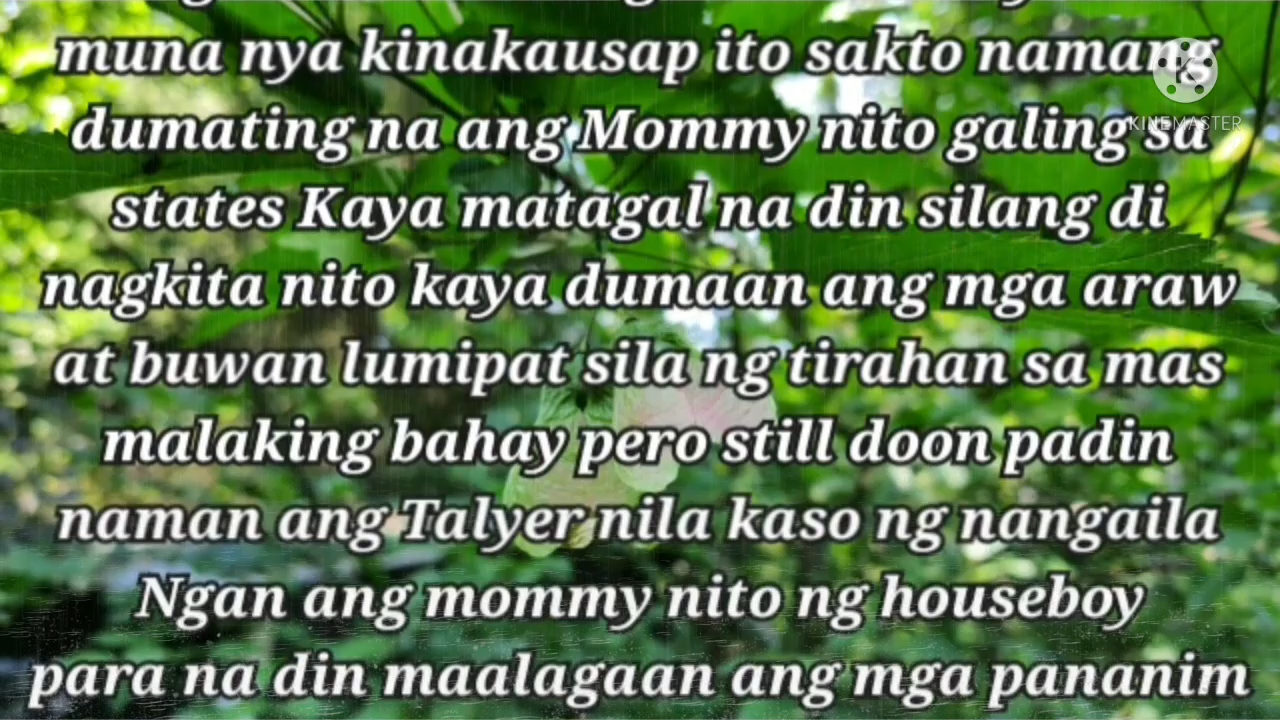 muna nya kinakausap ito sakto namang
KINEMASTER
dumating na ang Mommy nito galing sa
states Kaya matagal na din silang di
nagkita nito kaya dumaan ang mga araw
at buwan lumipat sila ng tirahan sa mas
malaking bahay pero still doon padin
naman ang Talyer nila kaso ng nangaila
Ngan ang mommy nito ng houseboy
para na din maalagaan ang mga pananim